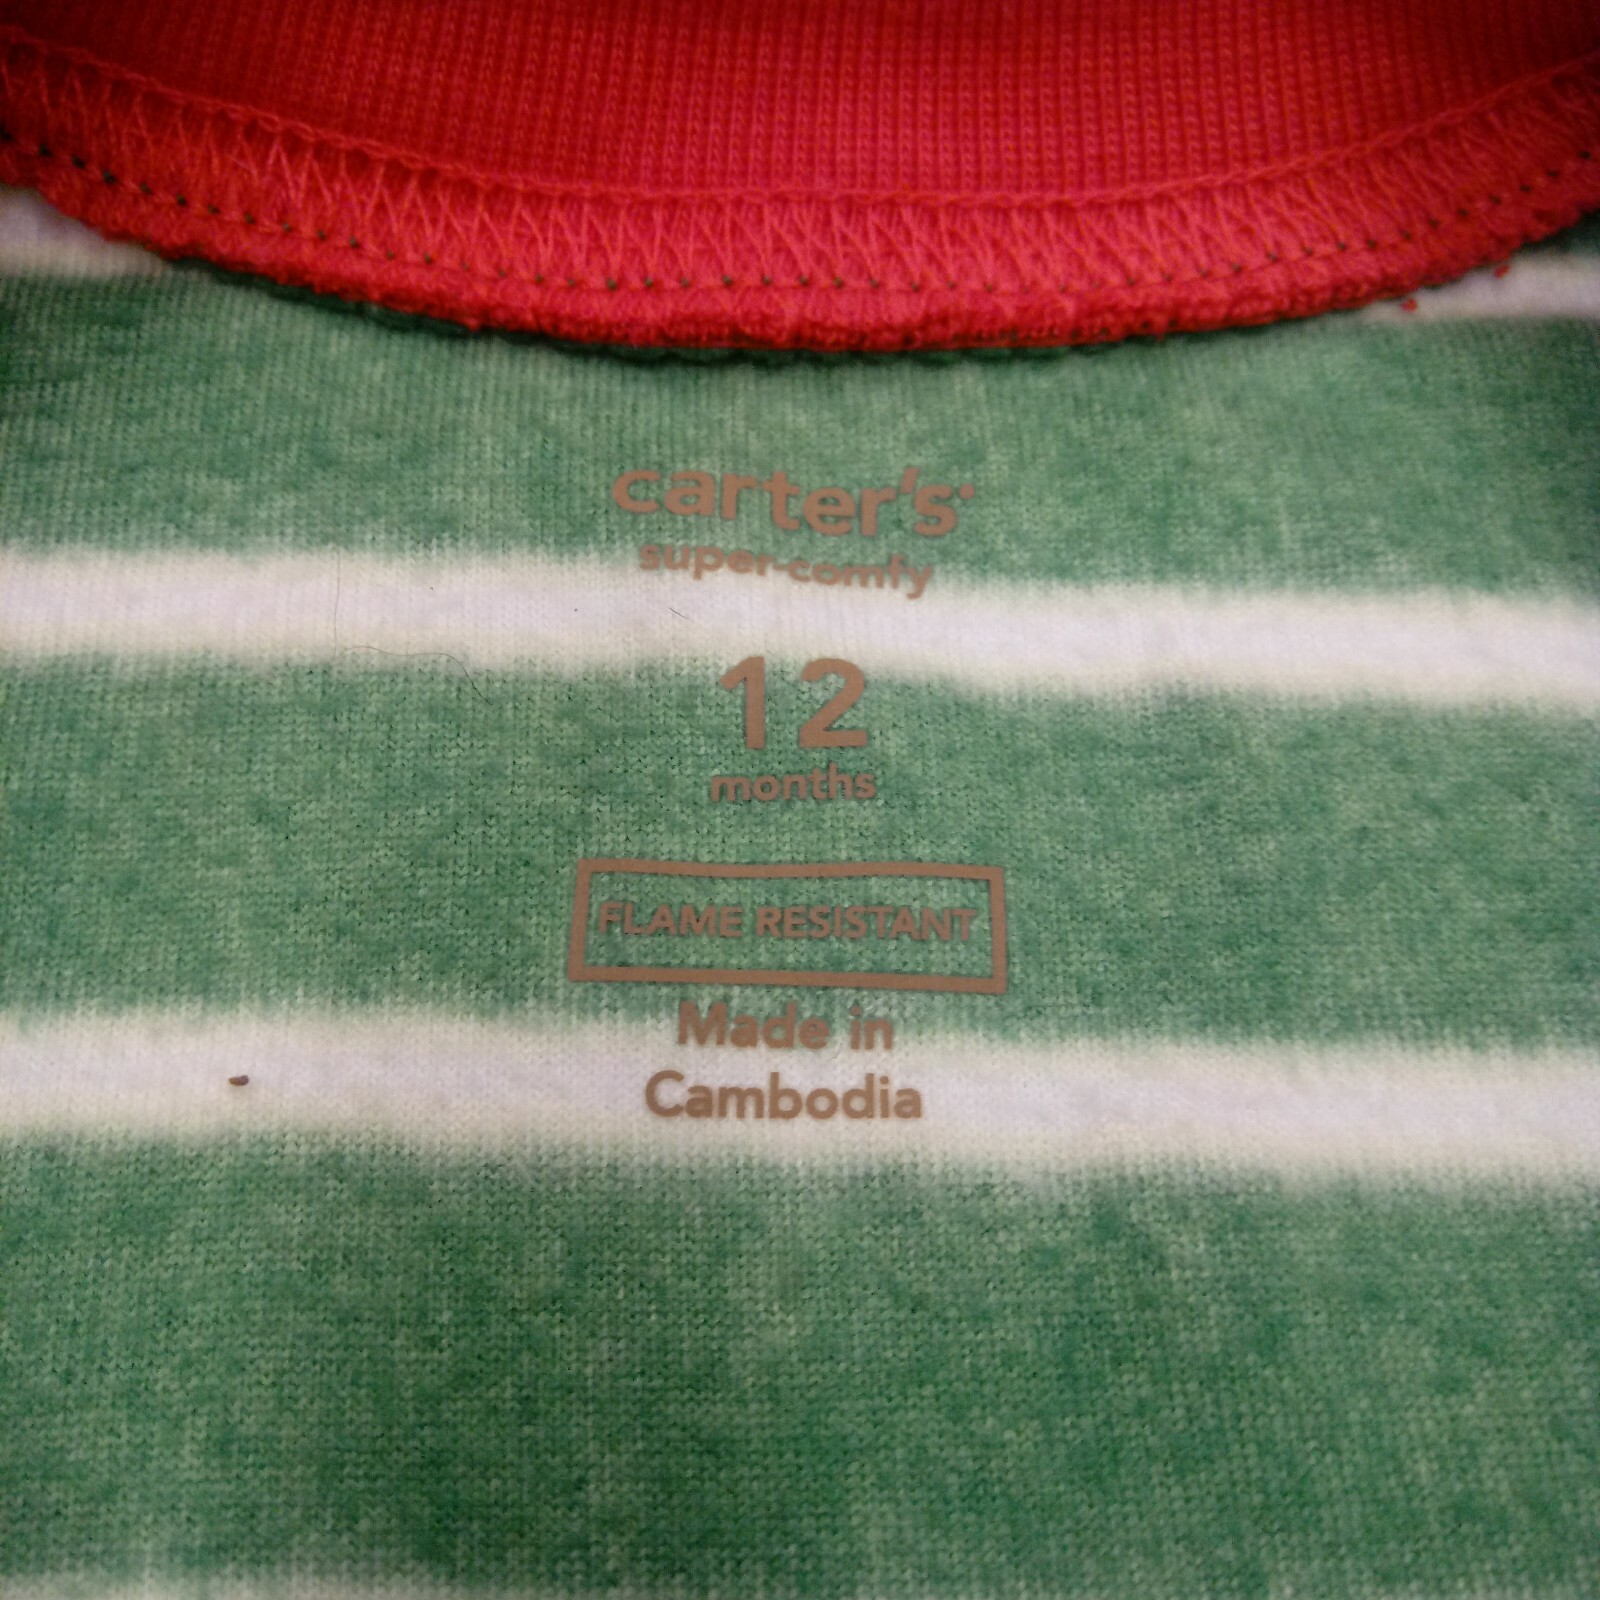 carter's
super-comfy
12
months
FLAME RESISTANT
Made in
Cambodia